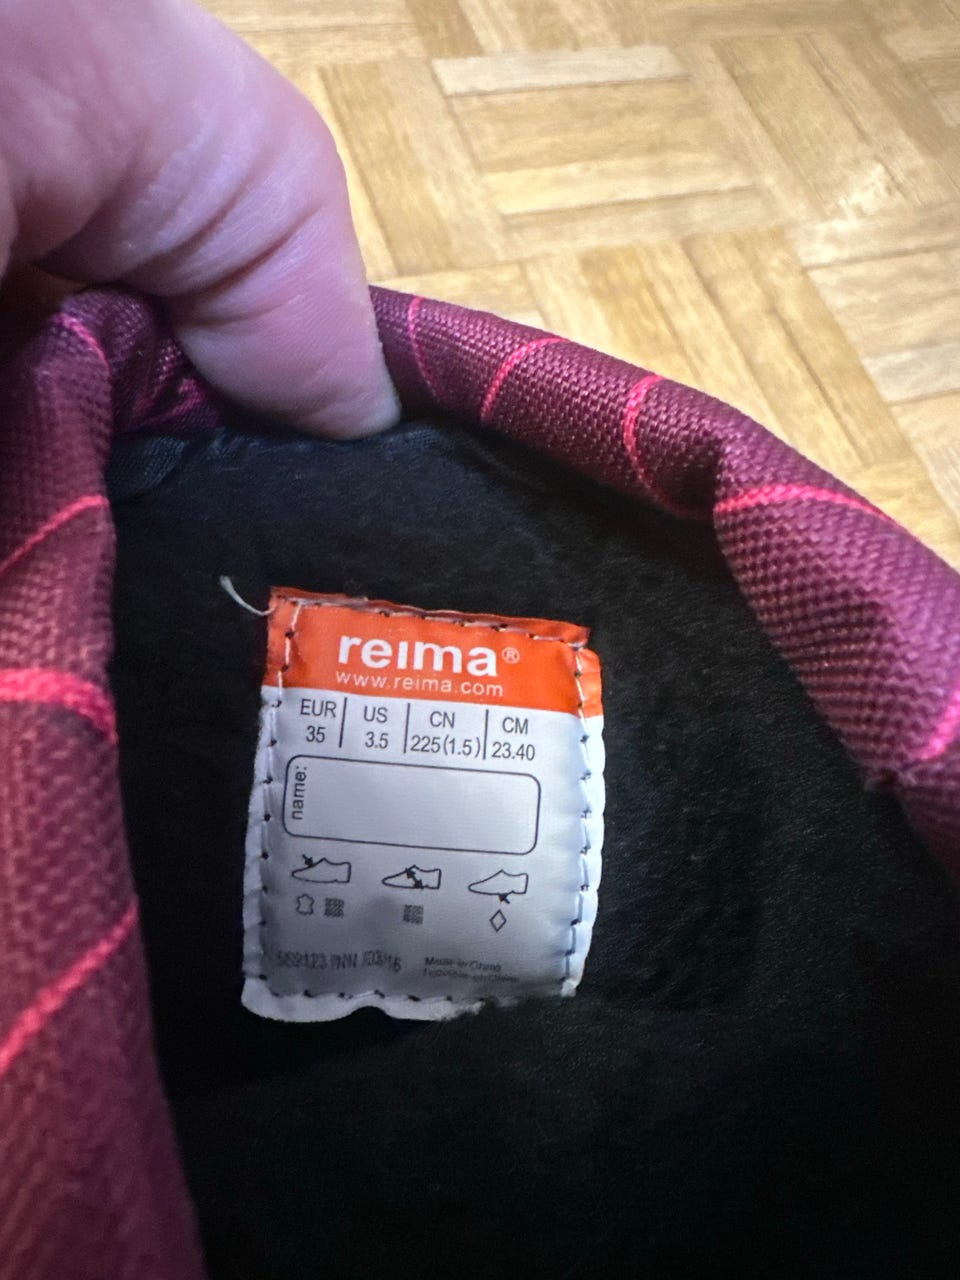 reima®
www.reima.com
EUR US CN CM
35 3.5 225(1.5) 23.40
name:
Made in China